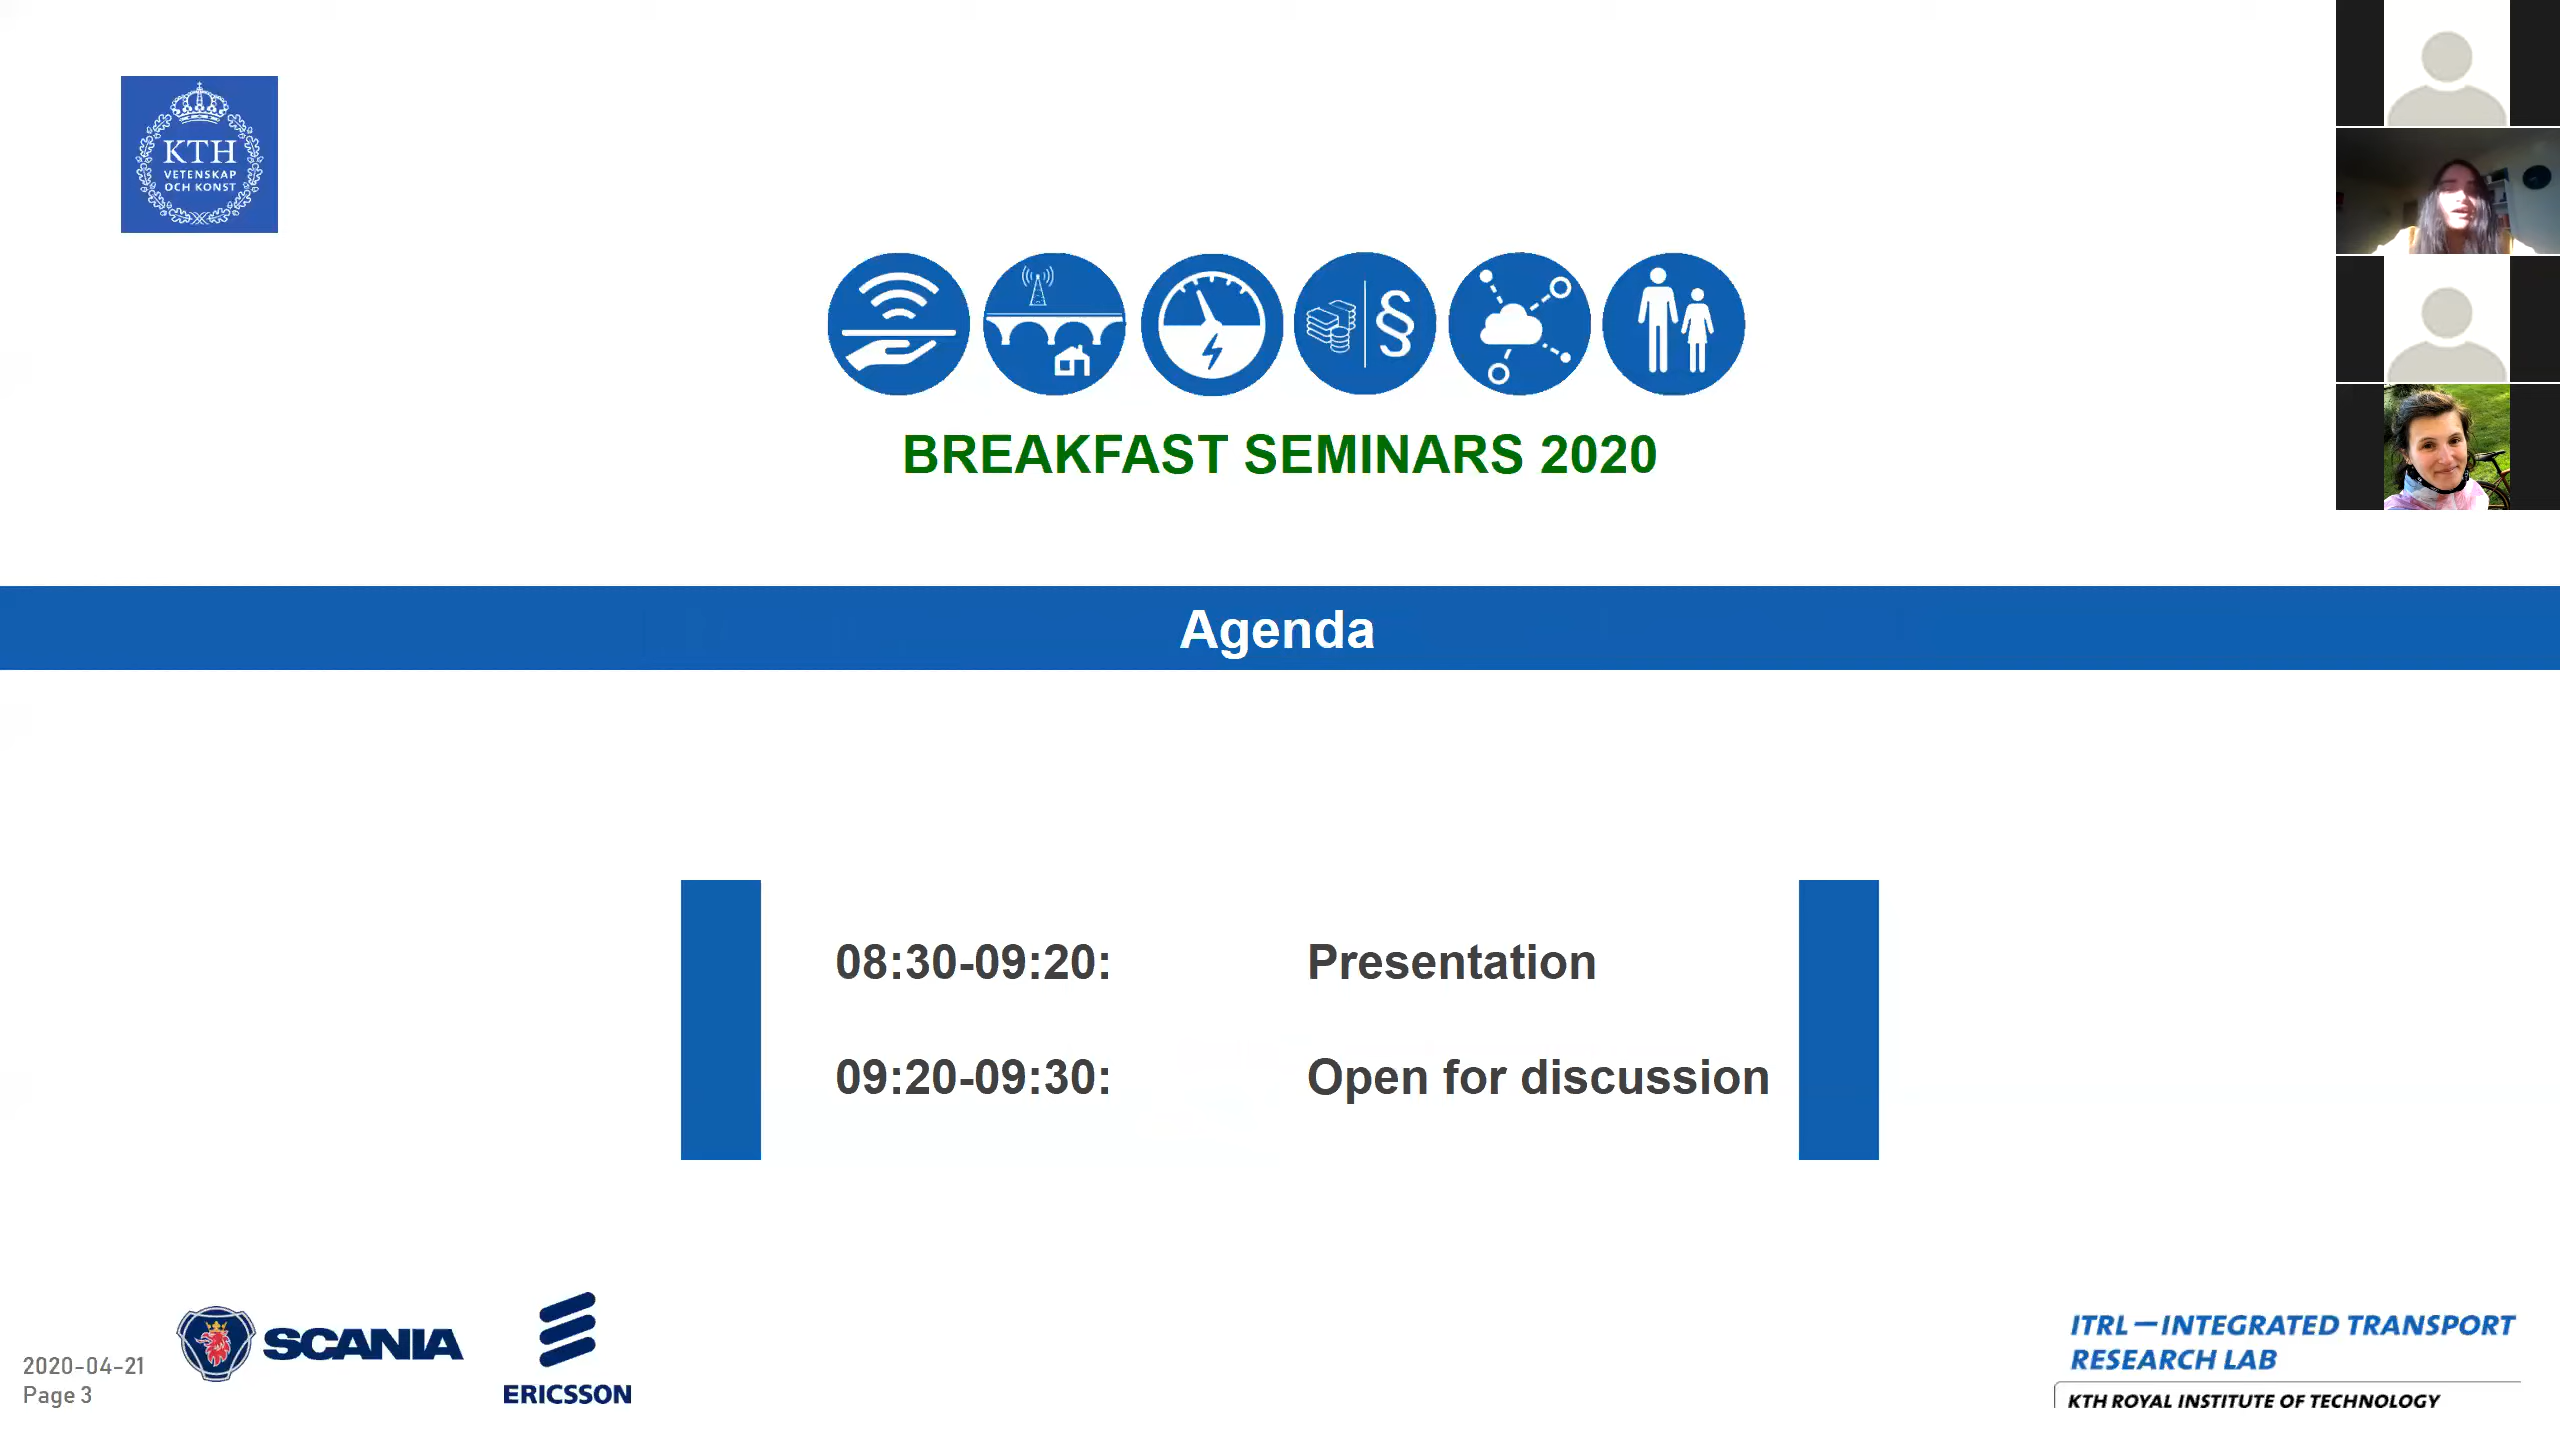 KTH
VETENSKAP
OCH KONST
BREAKFAST SEMINARS 2020
Agenda
08:30-09:20: Presentation
09:20-09:30: Open for discussion
2020-04-21
Page 3
SCANIA
ERICSSON
ITRL – INTEGRATED TRANSPORT
RESEARCH LAB
KTH ROYAL INSTITUTE OF TECHNOLOGY